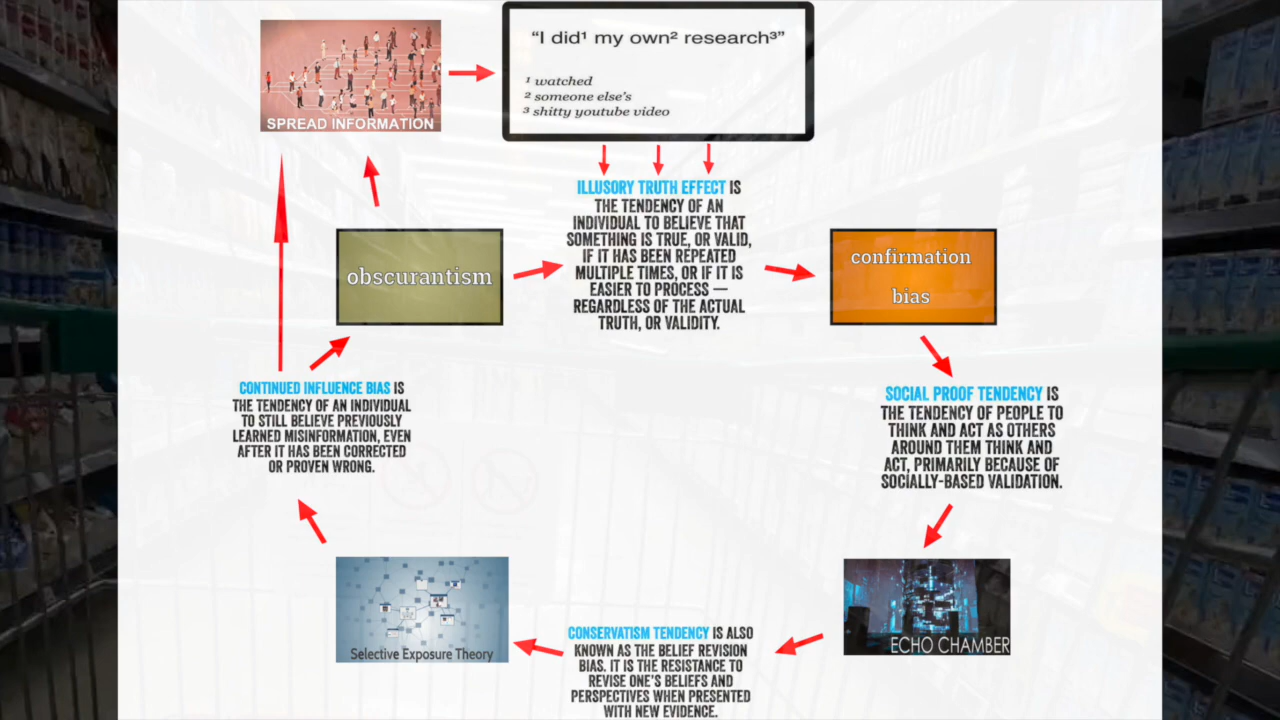 SPREAD INFORMATION
“I did¹ my own² research³”
¹ watched
² someone else's
³ shitty youtube video
ILLUSORY TRUTH EFFECT IS
THE TENDENCY OF AN
INDIVIDUAL TO BELIEVE THAT
SOMETHING IS TRUE, OR VALID,
IF IT HAS BEEN REPEATED
MULTIPLE TIMES, OR IF IT IS
EASIER TO PROCESS —
REGARDLESS OF THE ACTUAL
TRUTH, OR VALIDITY.
obscurantism
confirmation
bias
CONTINUED INFLUENCE BIAS IS
THE TENDENCY OF AN INDIVIDUAL
TO STILL BELIEVE PREVIOUSLY
LEARNED MISINFORMATION, EVEN
AFTER IT HAS BEEN CORRECTED
OR PROVEN WRONG.
SOCIAL PROOF TENDENCY IS
THE TENDENCY OF PEOPLE TO
THINK AND ACT AS OTHERS
AROUND THEM THINK AND
ACT, PRIMARILY BECAUSE OF
SOCIALLY-BASED VALIDATION.
Selective Exposure Theory
CONSERVATISM TENDENCY IS ALSO
KNOWN AS THE BELIEF REVISION
BIAS. IT IS THE RESISTANCE TO
REVISE ONE'S BELIEFS AND
PERSPECTIVES WHEN PRESENTED
WITH NEW EVIDENCE.
ECHO CHAMBER